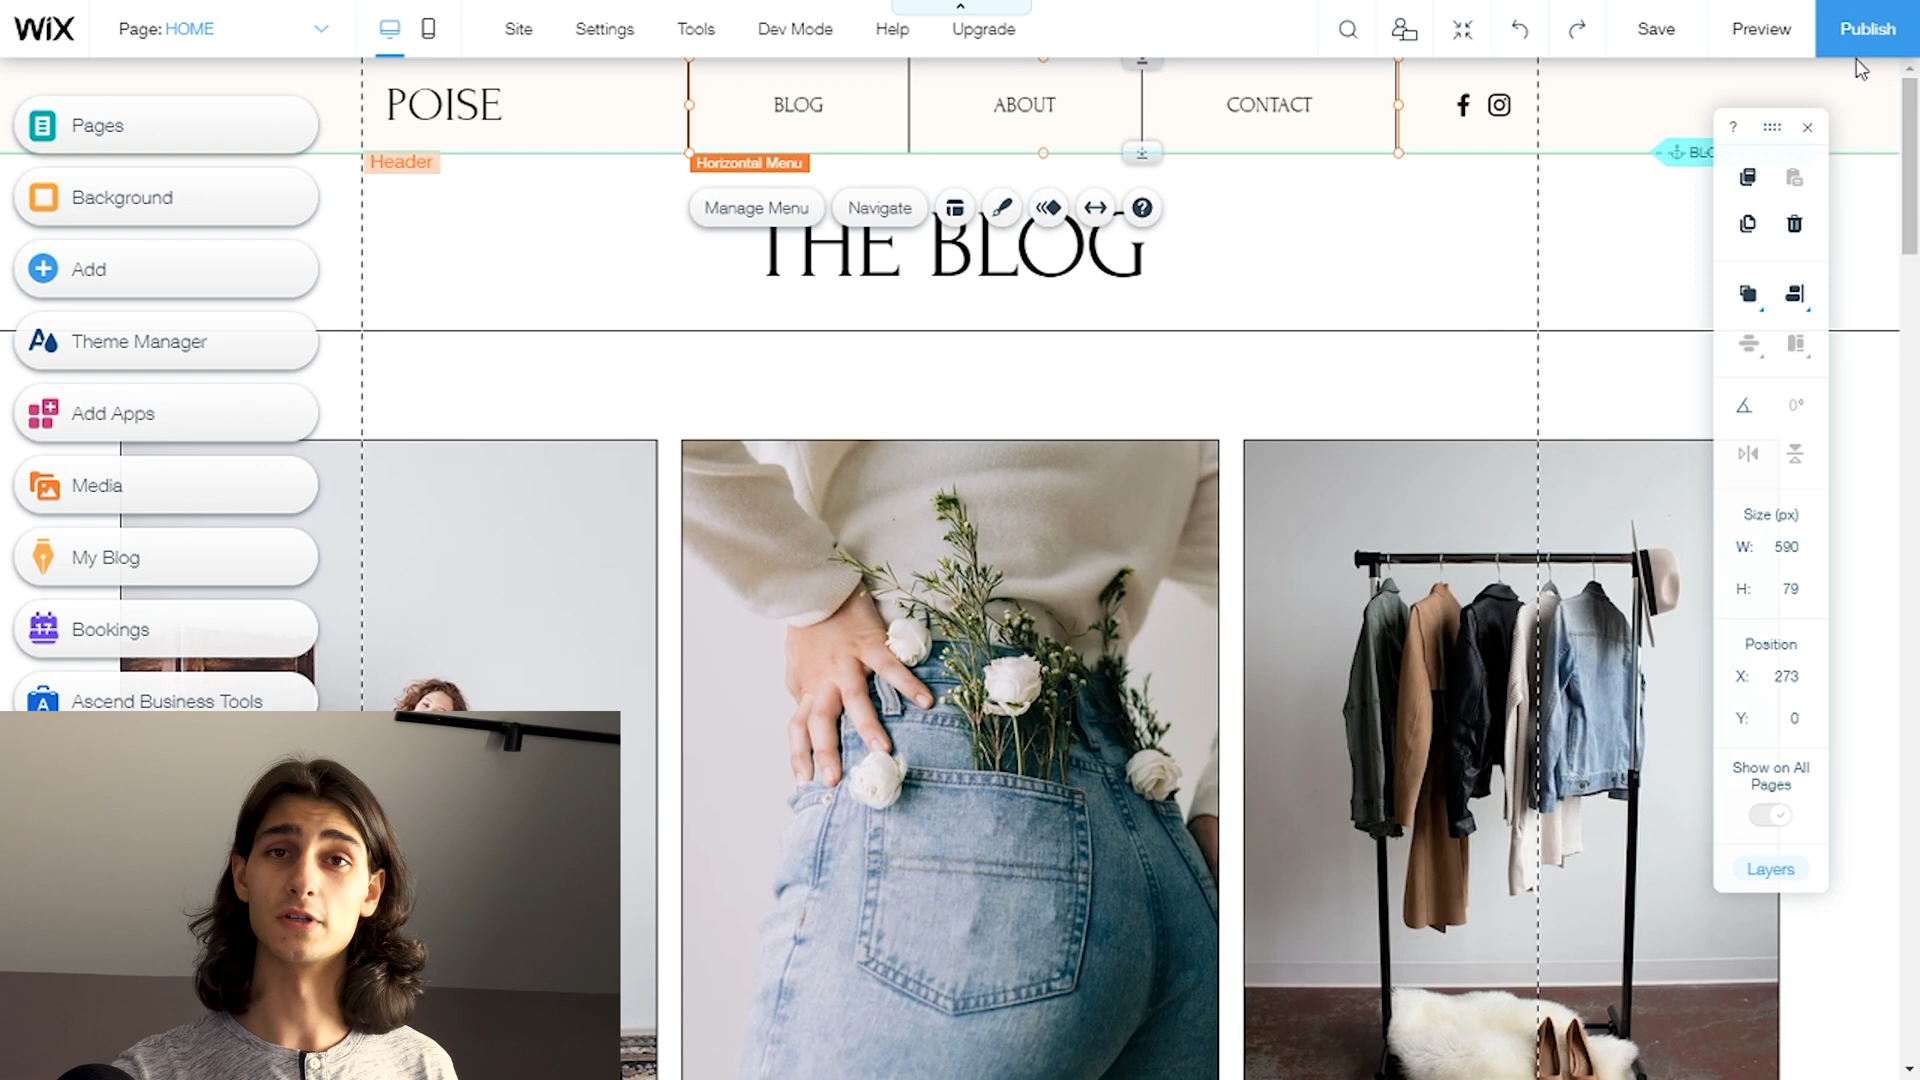 WiX Page: HOME Site Settings Tools Dev Mode Help Upgrade Save Preview Publish
POISE BLOG ABOUT CONTACT
Header Horizontal Menu
Manage Menu Navigate ?
THE BLOG
Pages
Background
Add
Theme Manager
Add Apps
Media
My Blog
17 Bookings
A Ascend Business Tools
?
0°
Size (px)
W: 590
H: 79
Position
X: 273
Y: 0
Show on All
Pages
Layers